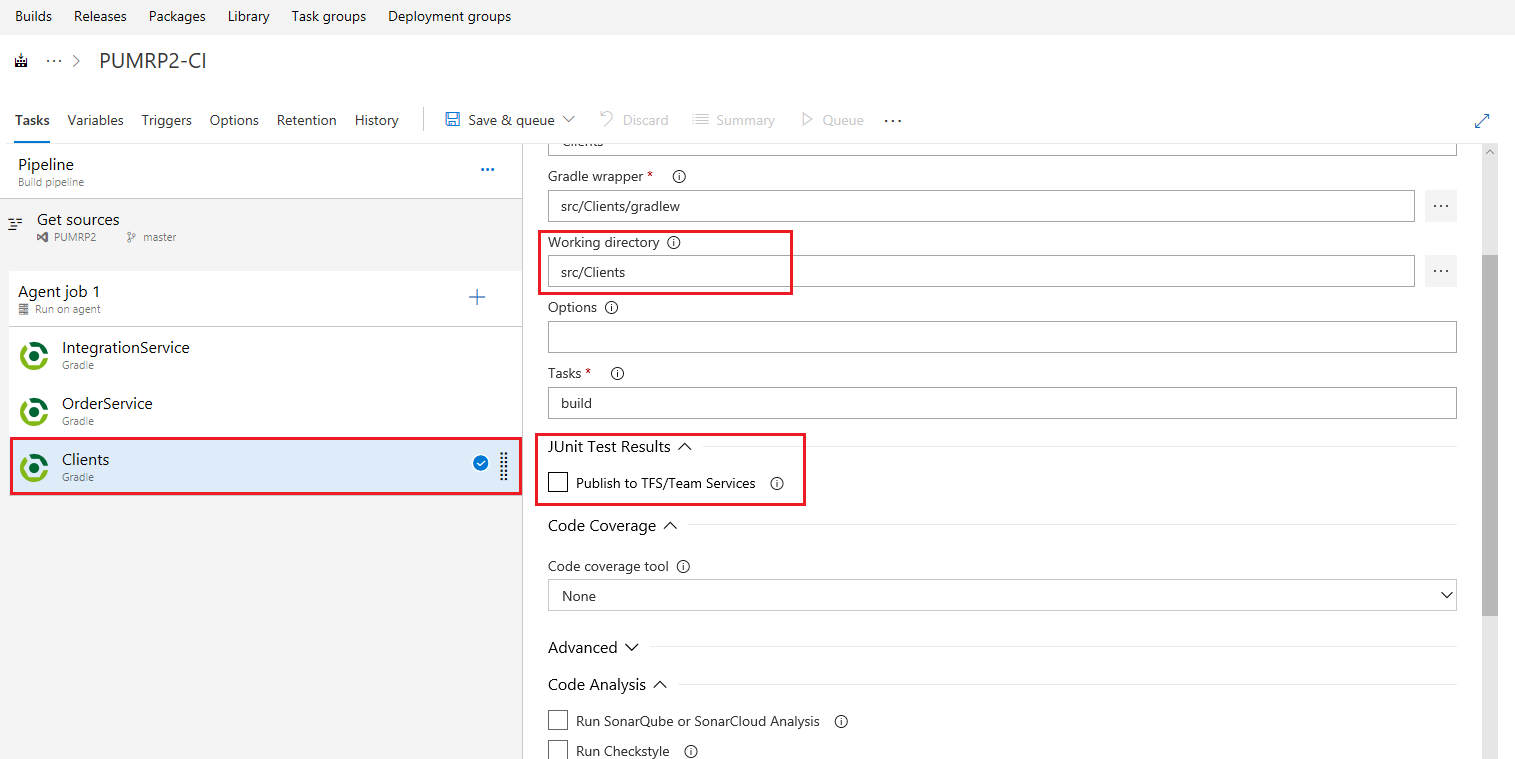 Builds Releases Packages Library Task groups Deployment groups
··· > PUMRP2-CI
Tasks Variables Triggers Options Retention History Save & queue Discard Summary Queue ···
Pipeline
Build pipeline
Get sources
PUMRP2 master
Agent job 1
Run on agent
IntegrationService
Gradle
OrderService
Gradle
Clients
Gradle
Clients
Gradle wrapper *
src/Clients/gradlew
Working directory
src/Clients
Options
Tasks *
build
JUnit Test Results
Publish to TFS/Team Services
Code Coverage
Code coverage tool
None
Advanced
Code Analysis
Run SonarQube or SonarCloud Analysis
Run Checkstyle